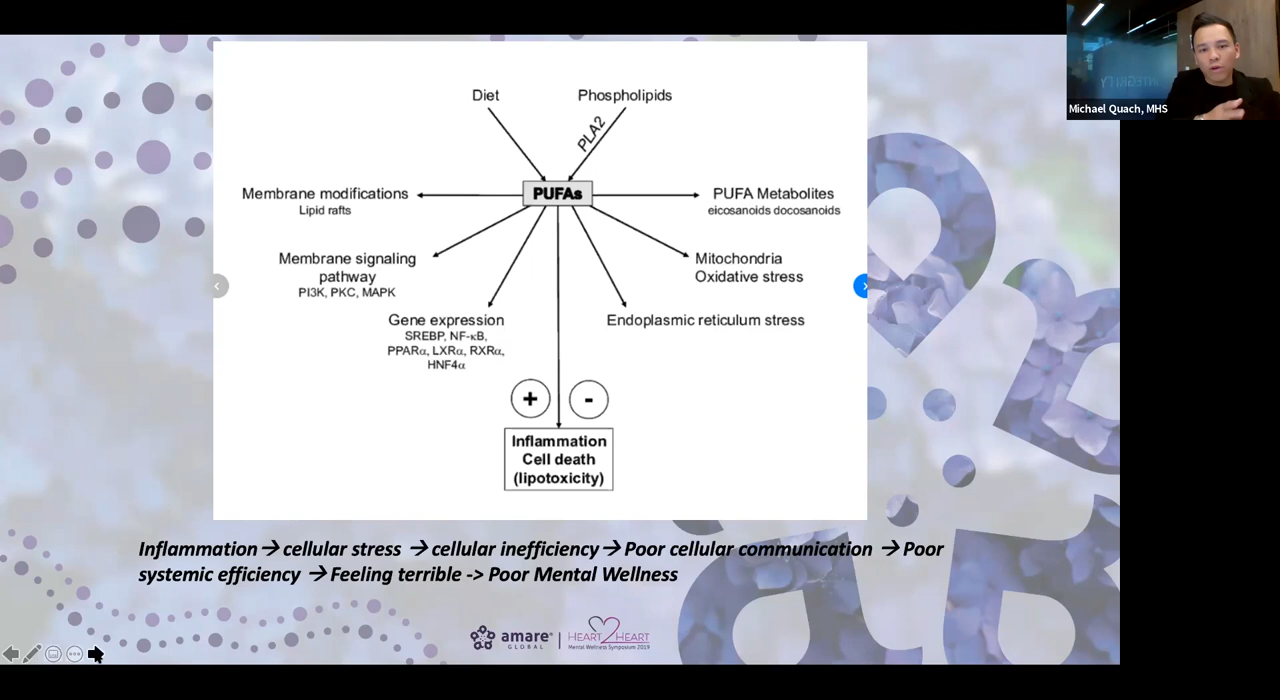 Diet
Phospholipids
PLA2
PUFAs
Membrane modifications
Lipid rafts
PUFA Metabolites
eicosanoids docosanoids
Membrane signaling
pathway
PI3K, PKC, MAPK
Mitochondria
Oxidative stress
Gene expression
SREBP, NF-κB,
PPARα, LXRα, RXRα,
HNF4α
Endoplasmic reticulum stress
+
-
Inflammation
Cell death
(lipotoxicity)
Inflammation → cellular stress → cellular inefficiency → Poor cellular communication → Poor
systemic efficiency → Feeling terrible -> Poor Mental Wellness
amare®
GLOBAL
HEART2HEART
Mental Wellness Symposium 2019
Michael Quach, MHS